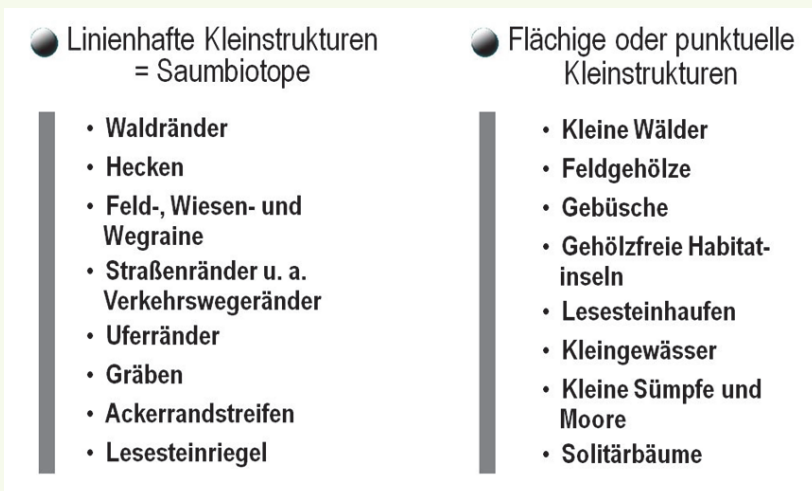 Linienhafte Kleinstrukturen
= Saumbiotope
• Waldränder
• Hecken
• Feld-, Wiesen- und
Wegraine
• Straßenränder u. a.
Verkehrswegeränder
• Uferränder
• Gräben
• Ackerrandstreifen
• Lesesteinriegel
Flächige oder punktuelle
Kleinstrukturen
• Kleine Wälder
• Feldgehölze
• Gebüsche
• Gehölzfreie Habitat-
inseln
• Lesesteinhaufen
• Kleingewässer
• Kleine Sümpfe und
Moore
• Solitärbäume